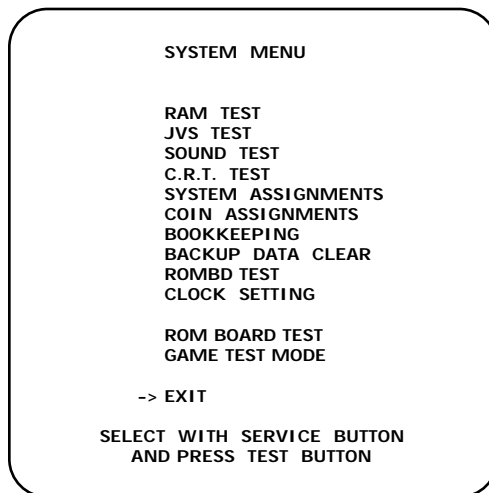 SYSTEM MENU
RAM TEST
JVS TEST
SOUND TEST
C.R.T. TEST
SYSTEM ASSIGNMENTS
COIN ASSIGNMENTS
BOOKKEEPING
BACKUP DATA CLEAR
ROMBD TEST
CLOCK SETTING
ROM BOARD TEST
GAME TEST MODE
-> EXIT
SELECT WITH SERVICE BUTTON
AND PRESS TEST BUTTON